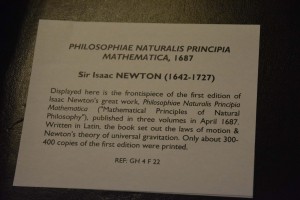 PHILOSOPHIAE NATURALIS PRINCIPIA
MATHEMATICA, 1687
Sir Isaac NEWTON (1642-1727)
Displayed here is the frontispiece of the first edition of
Isaac Newton's great work, Philosophiae Naturalis Principia
Mathematica ("Mathematical Principles of Natural
Philosophy"), published in three volumes in April 1687.
Written in Latin, the book set out the laws of motion &
Newton's theory of universal gravitation. Only about 300-
400 copies of the first edition were printed.
REF: GH 4 F 22